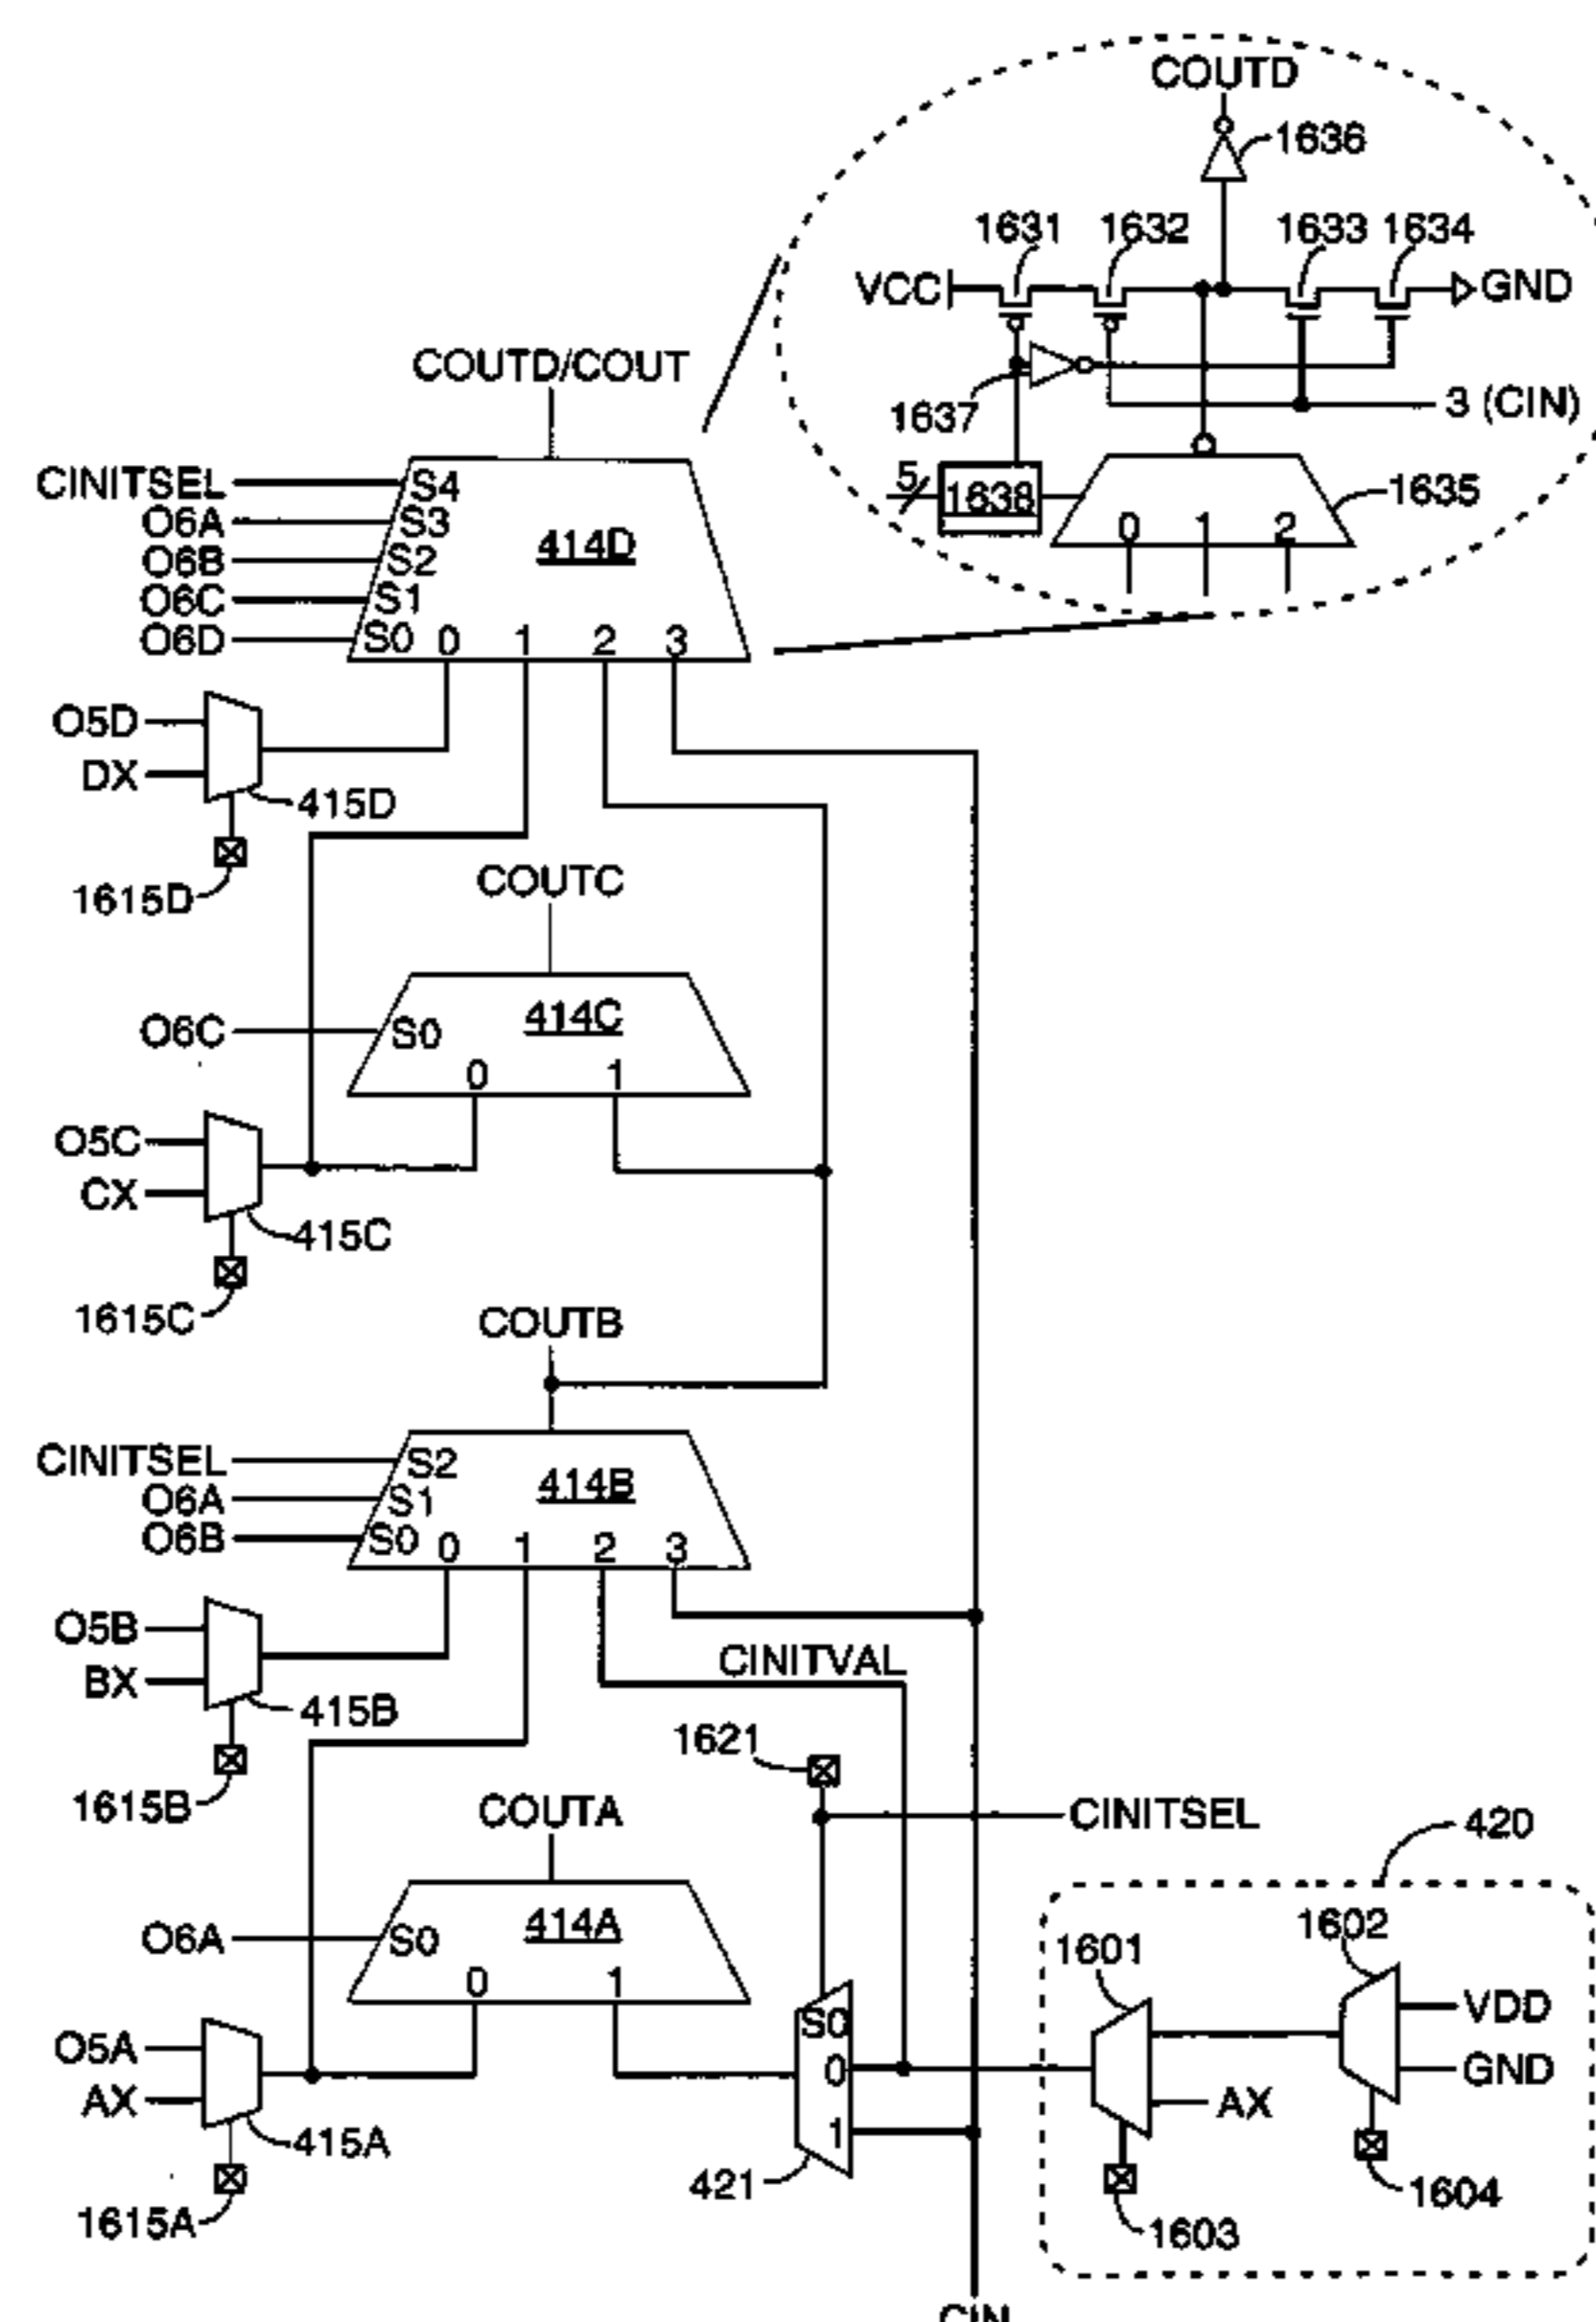 COUTD
1636
1631 1632 1633 1634
VCC GND
1637
3 (CIN)
5
1638
1635
0 1 2
COUTD/COUT
CINITSEL S4
O6A S3
O6B S2
O6C S1
O6D S0
414D
0 1 2 3
O5D
DX
415D
1615D
COUTC
O6C S0
414C
0 1
O5C
CX
415C
1615C
COUTB
CINITSEL S2
O6A S1
O6B S0
414B
0 1 2 3
O5B
BX
415B
1615B
CINITVAL
1621
CINITSEL
COUTA
O6A S0
414A
0 1
O5A
AX
415A
1615A
S0
0
1
421
420
1601
1602
VDD
GND
AX
1603
1604
CIN